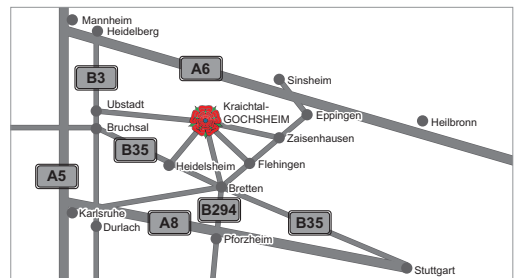 Mannheim
Heidelberg
A6
B3
Sinsheim
Ubstadt
Kraichtal-
GOCHSHEIM
Eppingen
Heilbronn
Bruchsal
Zaisenhausen
B35
Heidelsheim
Flehingen
A5
Bretten
Karlsruhe
A8
B294
B35
Durlach
Pforzheim
Stuttgart